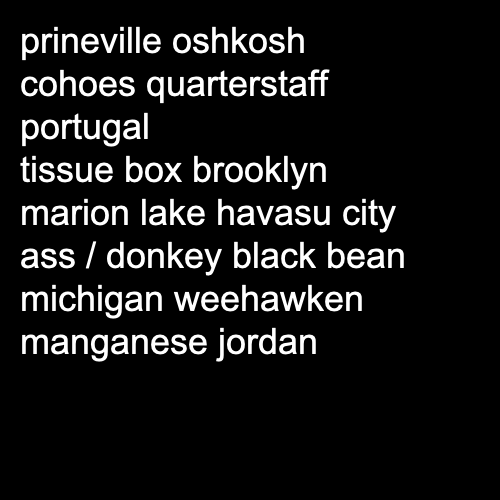 prineville oshkosh
cohoes quarterstaff
portugal
tissue box brooklyn
marion lake havasu city
ass / donkey black bean
michigan weehawken
manganese jordan